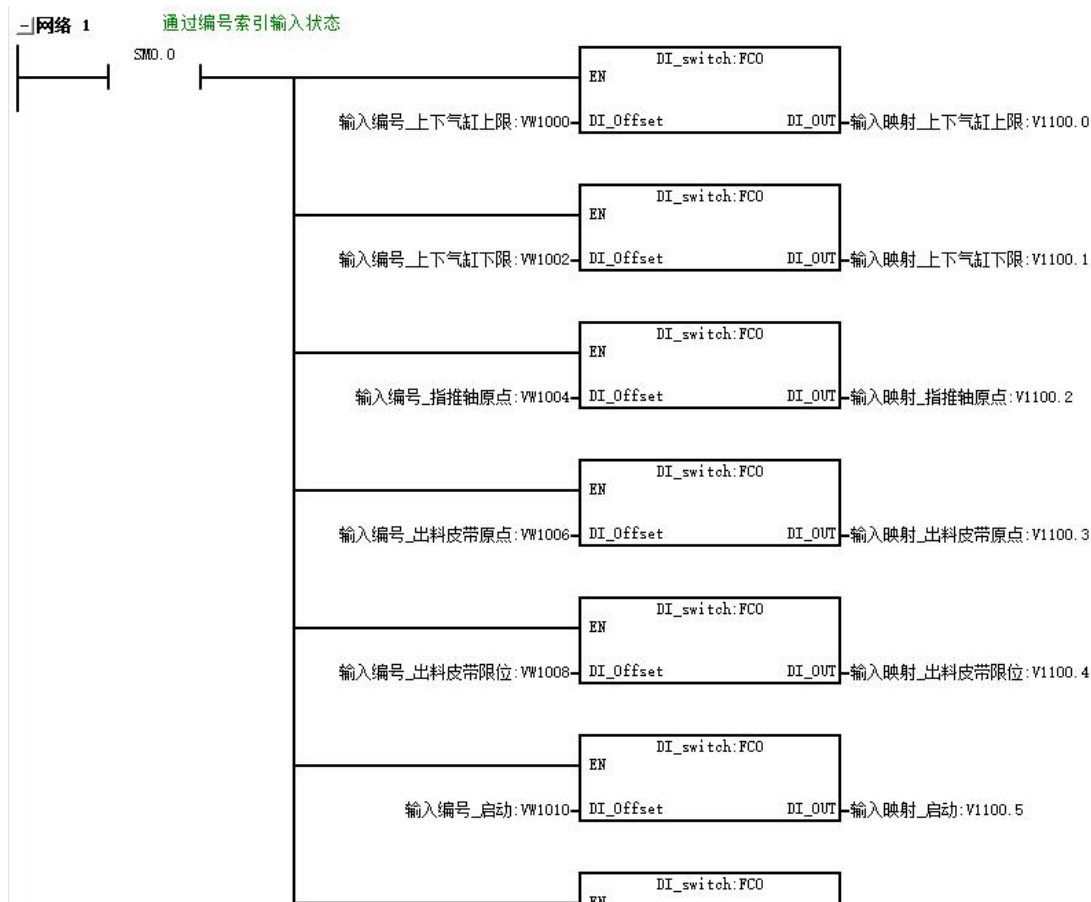 网络 1 通过编号索引输入状态
SM0.0
DI_switch:FC0
EN
输入编号_上下气缸上限:VW1000 DI_Offset DI_OUT 输入映射_上下气缸上限:V1100.0
DI_switch:FC0
EN
输入编号_上下气缸下限:VW1002 DI_Offset DI_OUT 输入映射_上下气缸下限:V1100.1
DI_switch:FC0
EN
输入编号_指推轴原点:VW1004 DI_Offset DI_OUT 输入映射_指推轴原点:V1100.2
DI_switch:FC0
EN
输入编号_出料皮带原点:VW1006 DI_Offset DI_OUT 输入映射_出料皮带原点:V1100.3
DI_switch:FC0
EN
输入编号_出料皮带限位:VW1008 DI_Offset DI_OUT 输入映射_出料皮带限位:V1100.4
DI_switch:FC0
EN
输入编号_启动:VW1010 DI_Offset DI_OUT 输入映射_启动:V1100.5
DI_switch:FC0
EN